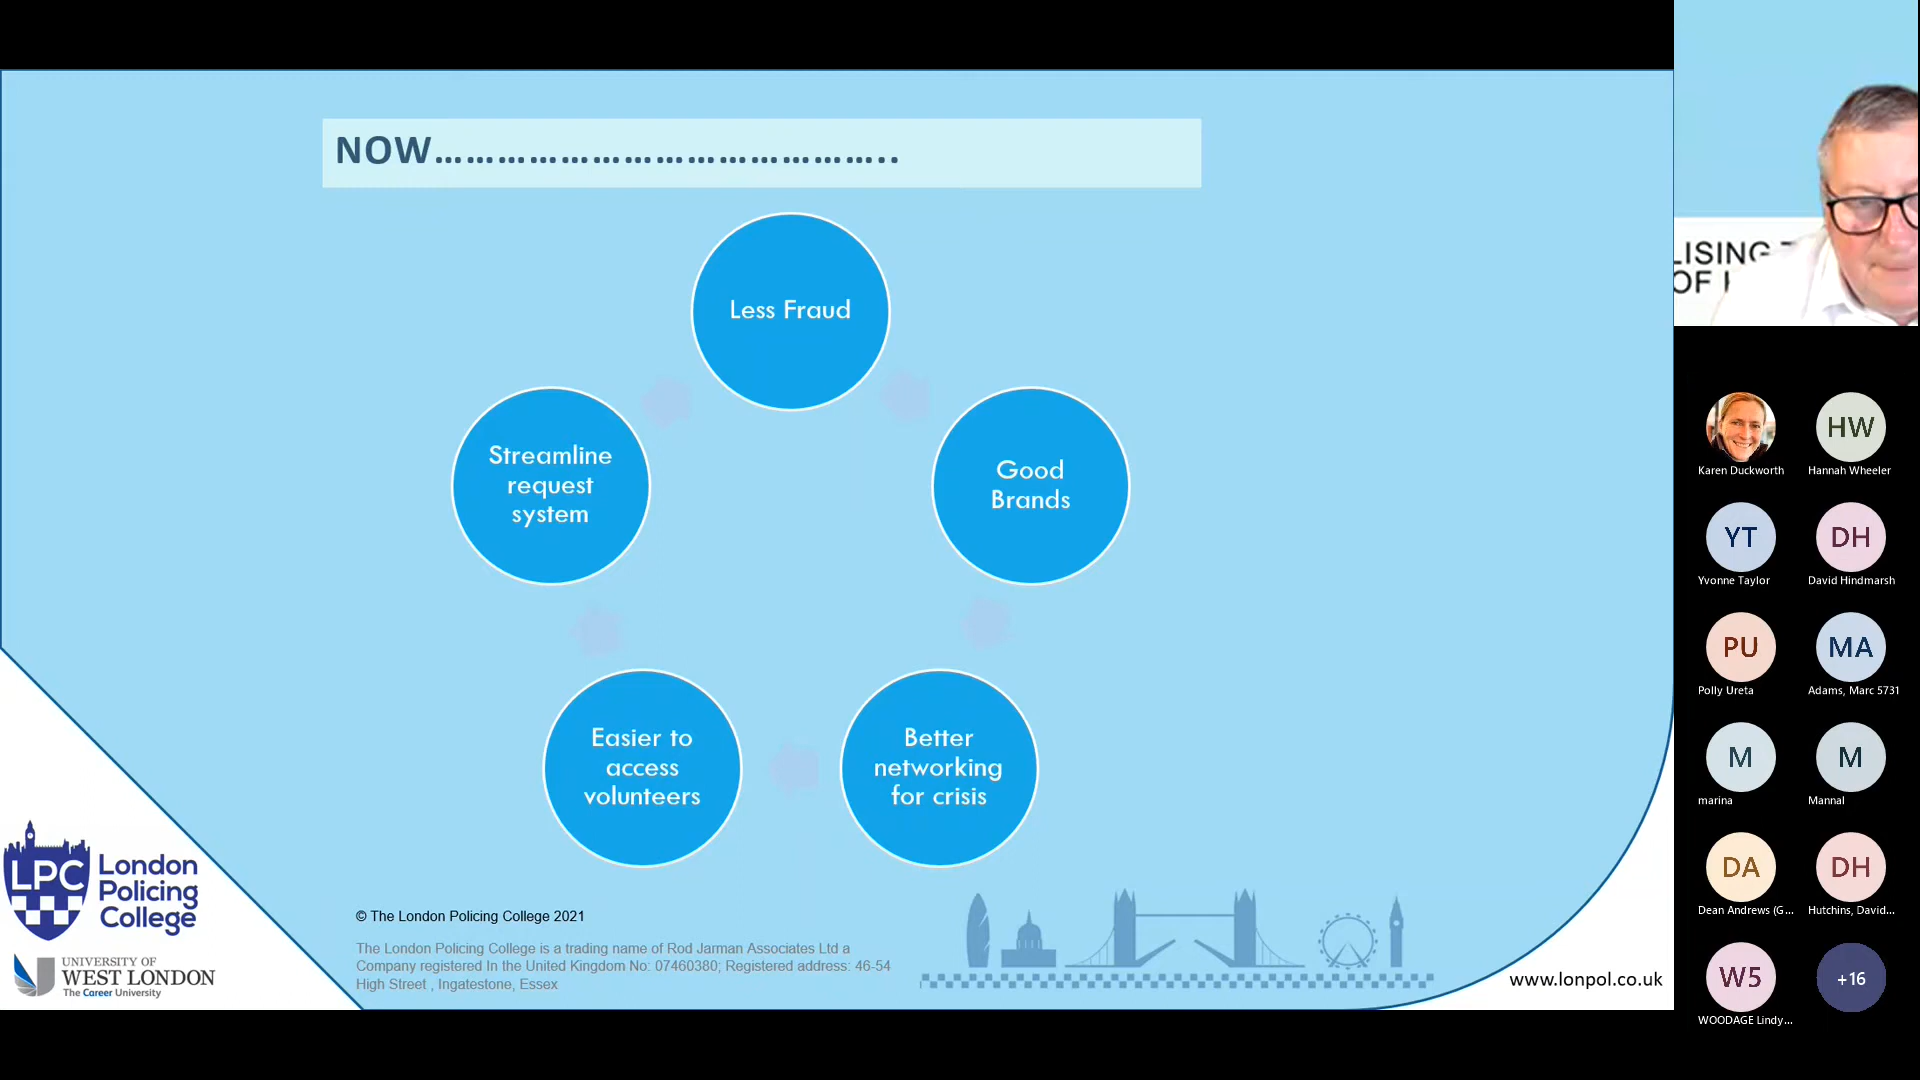 NOW…………………………………..
Less Fraud
Good
Brands
Better
networking
for crisis
Easier to
access
volunteers
Streamline
request
system
LPC
London
Policing
College
UNIVERSITY OF
WEST LONDON
The Career University
© The London Policing College 2021
The London Policing College is a trading name of Rod Jarman Associates Ltd a
Company registered In the United Kingdom No: 07460380; Registered address: 46-54
High Street , Ingatestone, Essex
www.lonpol.co.uk
LISING
OF
Karen Duckworth
HW
Hannah Wheeler
YT
Yvonne Taylor
DH
David Hindmarsh
PU
Polly Ureta
MA
Adams, Marc 5731
M
marina
M
Mannal
DA
Dean Andrews (G...
DH
Hutchins, David...
W5
WOODAGE Lindy...
+16